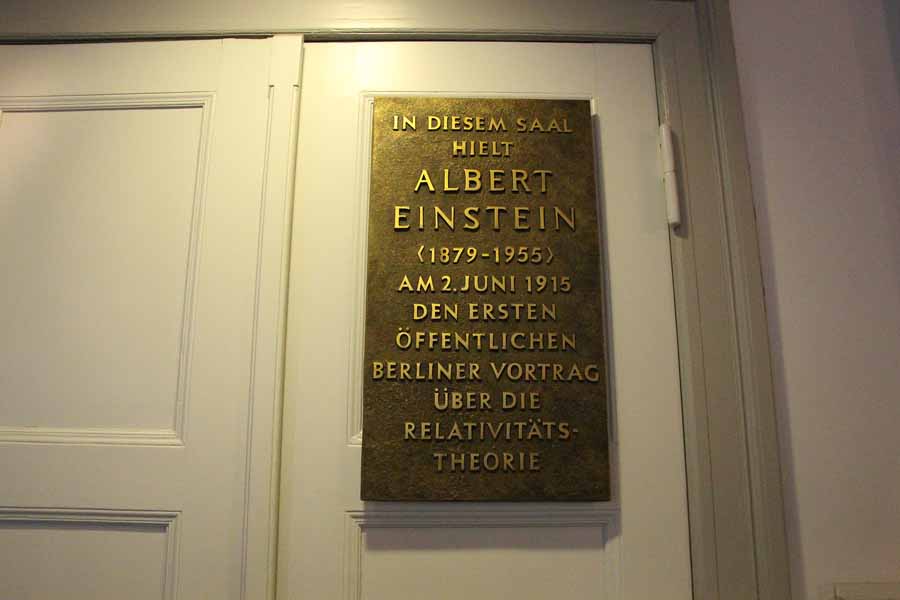 IN DIESEM SAAL
HIELT
ALBERT
EINSTEIN
(1879-1955)
AM 2. JUNI 1915
DEN ERSTEN
ÖFFENTLICHEN
BERLINER VORTRAG
ÜBER DIE
RELATIVITÄTS-
THEORIE